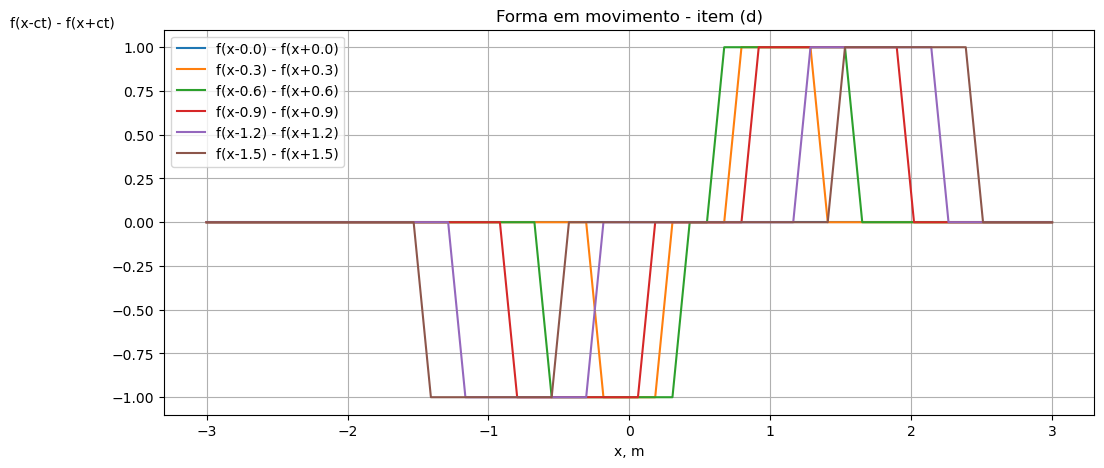 f(x-ct) - f(x+ct)
Forma em movimento - item (d)
f(x-0.0) - f(x+0.0)
f(x-0.3) - f(x+0.3)
f(x-0.6) - f(x+0.6)
f(x-0.9) - f(x+0.9)
f(x-1.2) - f(x+1.2)
f(x-1.5) - f(x+1.5)
1.00
0.75
0.50
0.25
0.00
−0.25
−0.50
−0.75
−1.00
−3 −2 −1 0 1 2 3
x, m